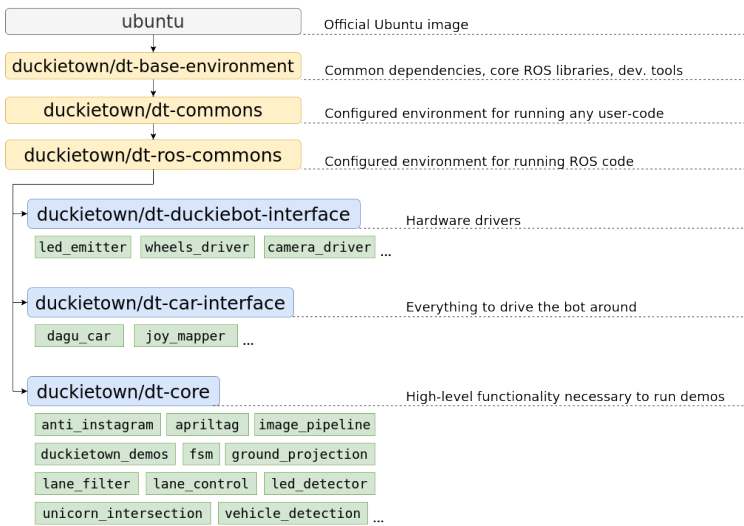 ubuntu Official Ubuntu image
duckietown/dt-base-environment Common dependencies, core ROS libraries, dev. tools
duckietown/dt-commons Configured environment for running any user-code
duckietown/dt-ros-commons Configured environment for running ROS code
duckietown/dt-duckiebot-interface Hardware drivers
led_emitter wheels_driver camera_driver ...
duckietown/dt-car-interface Everything to drive the bot around
dagu_car joy_mapper ...
duckietown/dt-core High-level functionality necessary to run demos
anti_instagram apriltag image_pipeline
duckietown_demos fsm ground_projection
lane_filter lane_control led_detector
unicorn_intersection vehicle_detection ...